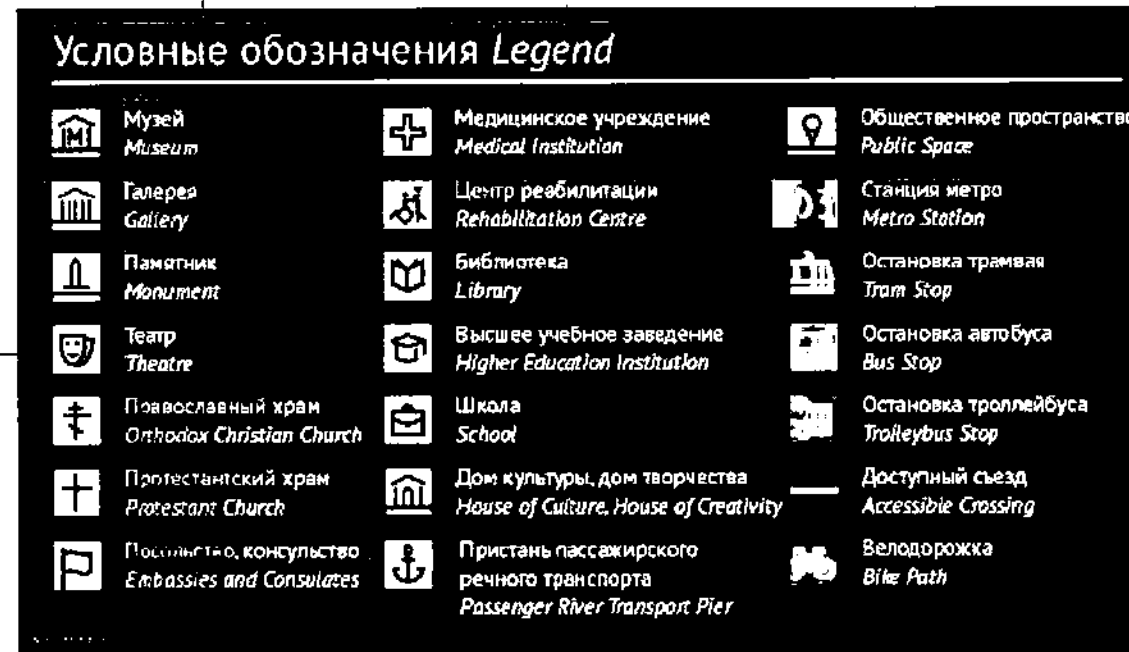 Условные обозначения Legend
Музей
Museum
Галерея
Gallery
Памятник
Monument
Театр
Theatre
Православный храм
Orthodox Christian Church
Протестантский храм
Protestant Church
Посольство, консульство
Embassies and Consulates
Медицинское учреждение
Medical Institution
Центр реабилитации
Rehabilitation Centre
Библиотека
Library
Высшее учебное заведение
Higher Education Institution
Школа
School
Дом культуры, дом творчества
House of Culture, House of Creativity
Пристань пассажирского
речного транспорта
Passenger River Transport Pier
Общественное пространство
Public Space
Станция метро
Metro Station
Остановка трамвая
Tram Stop
Остановка автобуса
Bus Stop
Остановка троллейбуса
Trolleybus Stop
Доступный съезд
Accessible Crossing
Велодорожка
Bike Path